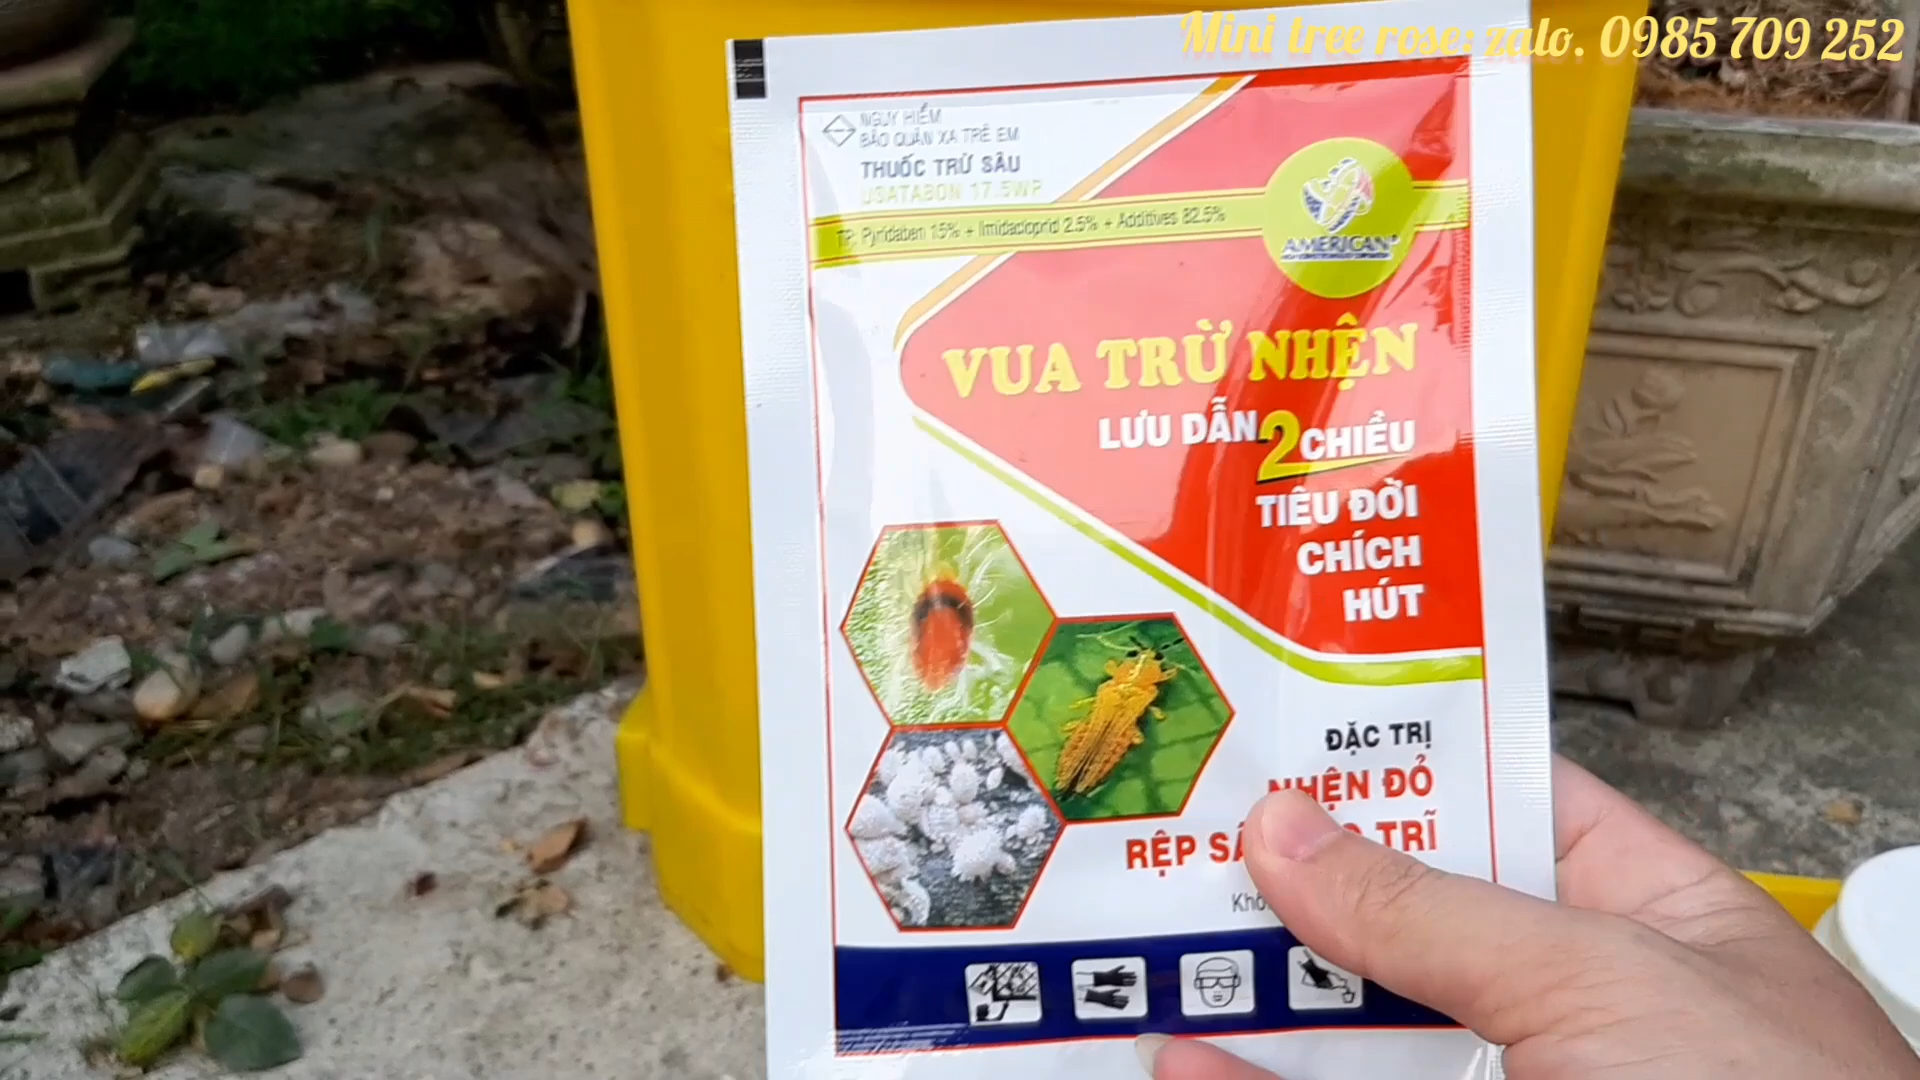 Mini tree rose: zalo. 0985 709 252
NGUY HIỂM
BẢO QUẢN XA TRẺ EM
THUỐC TRỪ SÂU
USATABON 17.5WP
TP: Pyridaben 15% + Imidacloprid 2.5% + Additives 82.5%
AMERICAN®
VUA TRỪ NHỆN
LƯU DẪN 2 CHIỀU
TIÊU ĐỜI
CHÍCH
HÚT
ĐẶC TRỊ
NHỆN ĐỎ
RỆP TRĨ